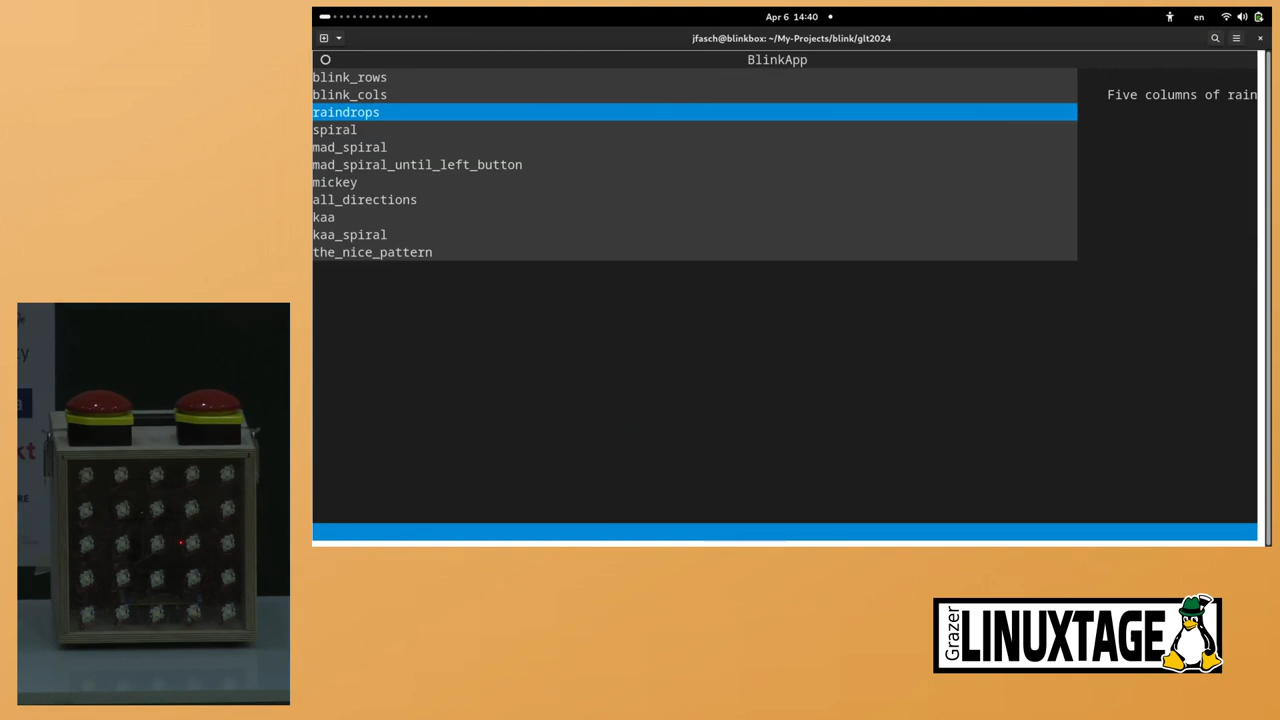 Apr 6 14:40
en
jfasch@blinkbox: ~/My-Projects/blink/glt2024
BlinkApp
blink_rows
blink_cols
Five columns of rain
raindrops
spiral
mad_spiral
mad_spiral_until_left_button
mickey
all_directions
kaa
kaa_spiral
the_nice_pattern
Grazer
LINUXTAGE